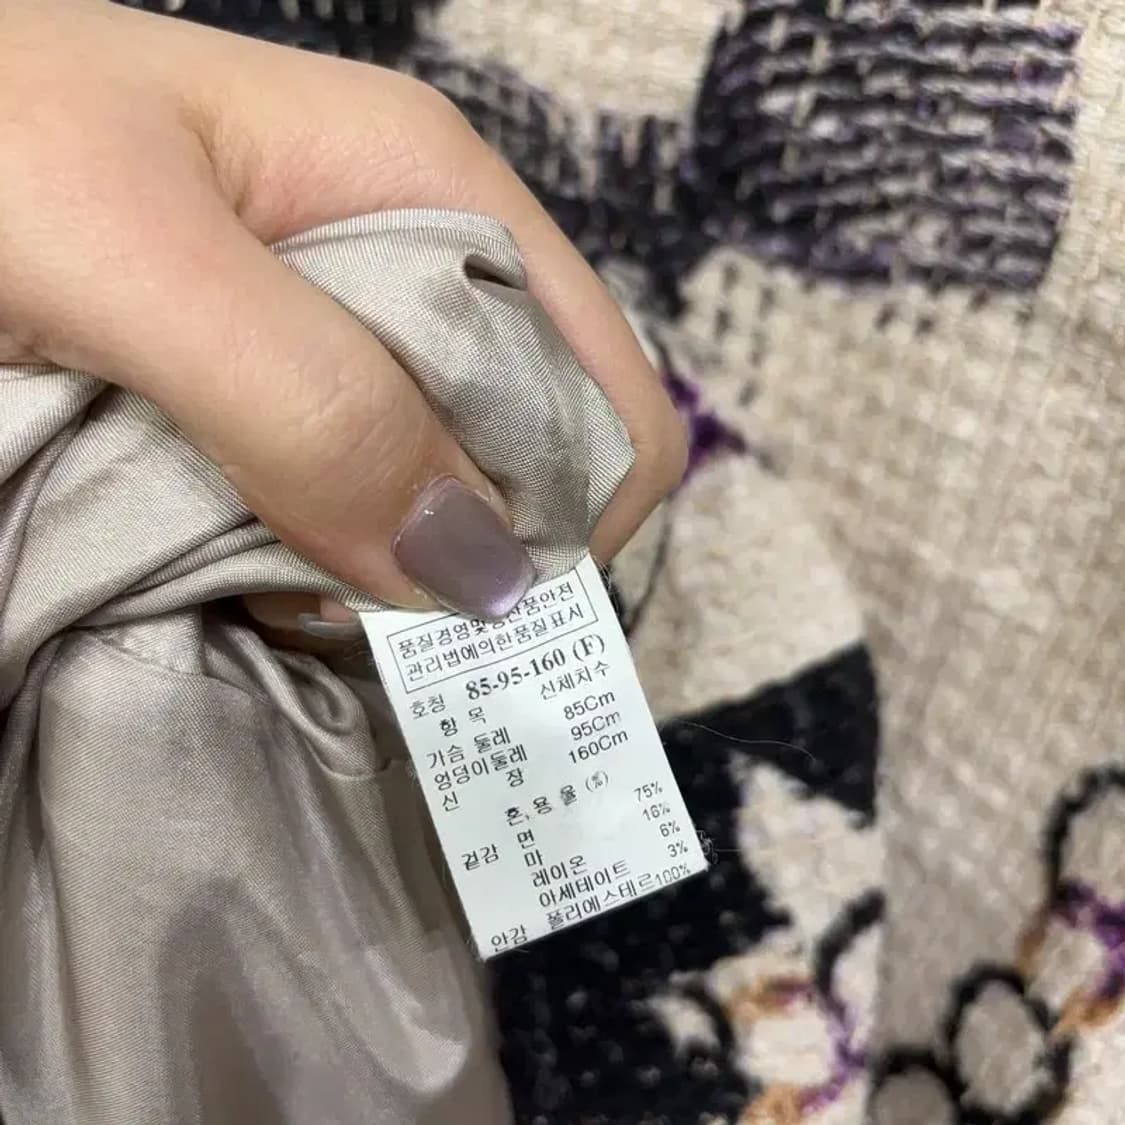 품질경영및 산품안전
관리법에의한품질표시
호칭 85-95-160 (F)
항 목 신체치수
가슴 둘레 85Cm
엉덩이둘레 95Cm
신 장 160Cm
혼,용 율 (%)
겉감 면 75%
마 16%
레이온 6%
아세테이트 3%
안감 폴리에스테르100%